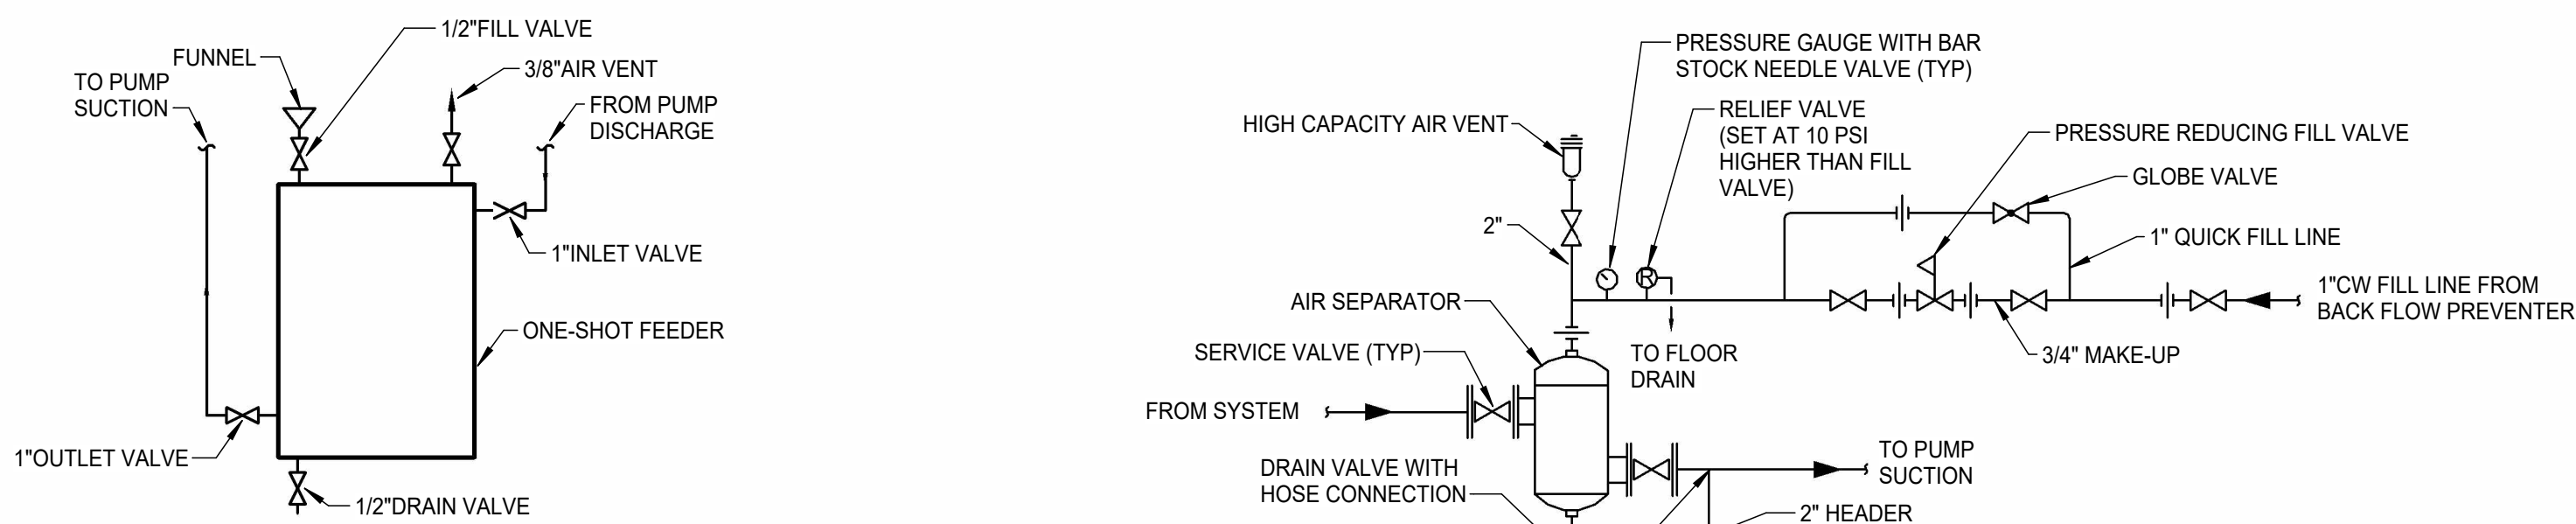 1/2"FILL VALVE
FUNNEL
3/8"AIR VENT
TO PUMP
SUCTION
FROM PUMP
DISCHARGE
1"INLET VALVE
ONE-SHOT FEEDER
1"OUTLET VALVE
1/2"DRAIN VALVE
PRESSURE GAUGE WITH BAR
STOCK NEEDLE VALVE (TYP)
HIGH CAPACITY AIR VENT
RELIEF VALVE
(SET AT 10 PSI
HIGHER THAN FILL
VALVE)
PRESSURE REDUCING FILL VALVE
GLOBE VALVE
2"
1" QUICK FILL LINE
R
AIR SEPARATOR
1"CW FILL LINE FROM
BACK FLOW PREVENTER
SERVICE VALVE (TYP)
TO FLOOR
DRAIN
3/4" MAKE-UP
FROM SYSTEM
TO PUMP
SUCTION
DRAIN VALVE WITH
HOSE CONNECTION
2" HEADER